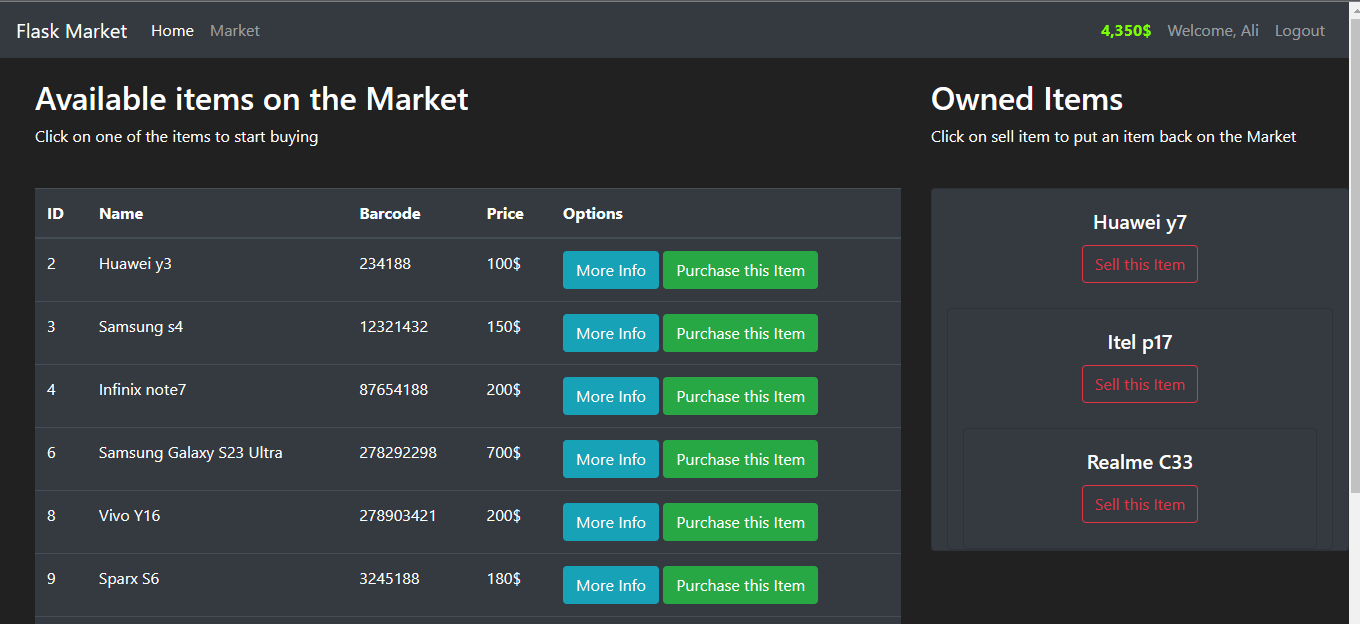 Flask Market Home Market 4,350$ Welcome, Ali Logout
Available items on the Market
Click on one of the items to start buying
ID Name Barcode Price Options
2 Huawei y3 234188 100$ More Info Purchase this Item
3 Samsung s4 12321432 150$ More Info Purchase this Item
4 Infinix note7 87654188 200$ More Info Purchase this Item
6 Samsung Galaxy S23 Ultra 278292298 700$ More Info Purchase this Item
8 Vivo Y16 278903421 200$ More Info Purchase this Item
9 Sparx S6 3245188 180$ More Info Purchase this Item
Owned Items
Click on sell item to put an item back on the Market
Huawei y7
Sell this Item
Itel p17
Sell this Item
Realme C33
Sell this Item